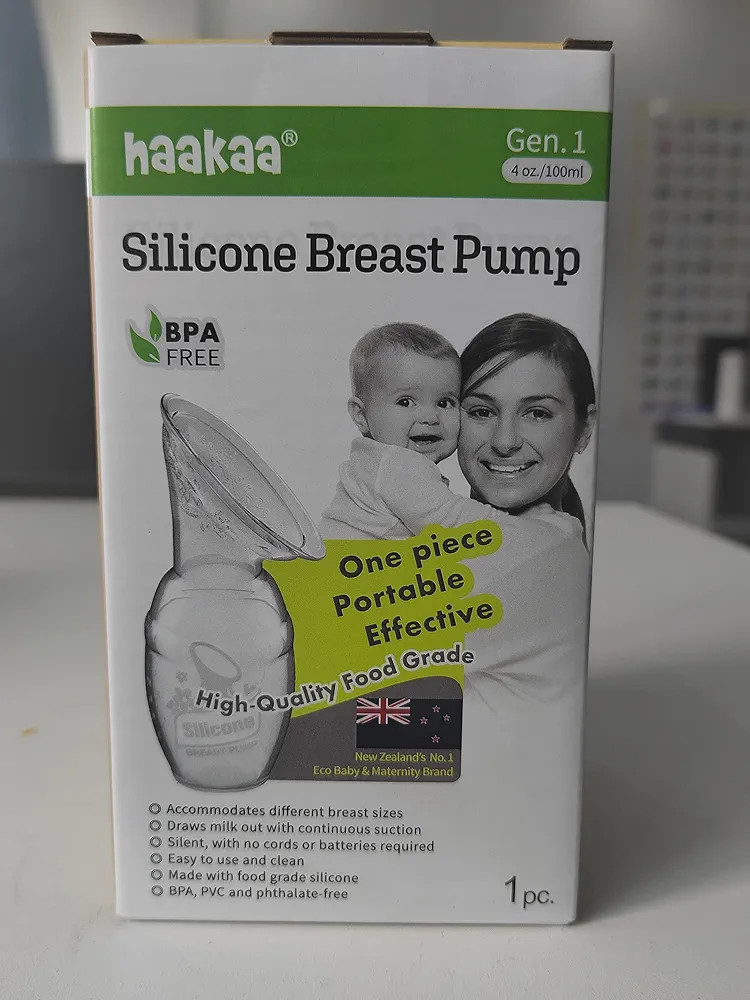 haakaa®
Gen.1
4 oz./100ml
Silicone Breast Pump
BPA
FREE
One piece
Portable
Effective
High-Quality Food Grade
Silicone
BREAST PUMP
New Zealand's No.1
Eco Baby & Maternity Brand
Accommodates different breast sizes
Draws milk out with continuous suction
Silent, with no cords or batteries required
Easy to use and clean
Made with food grade silicone
BPA, PVC and phthalate-free
1 pc.